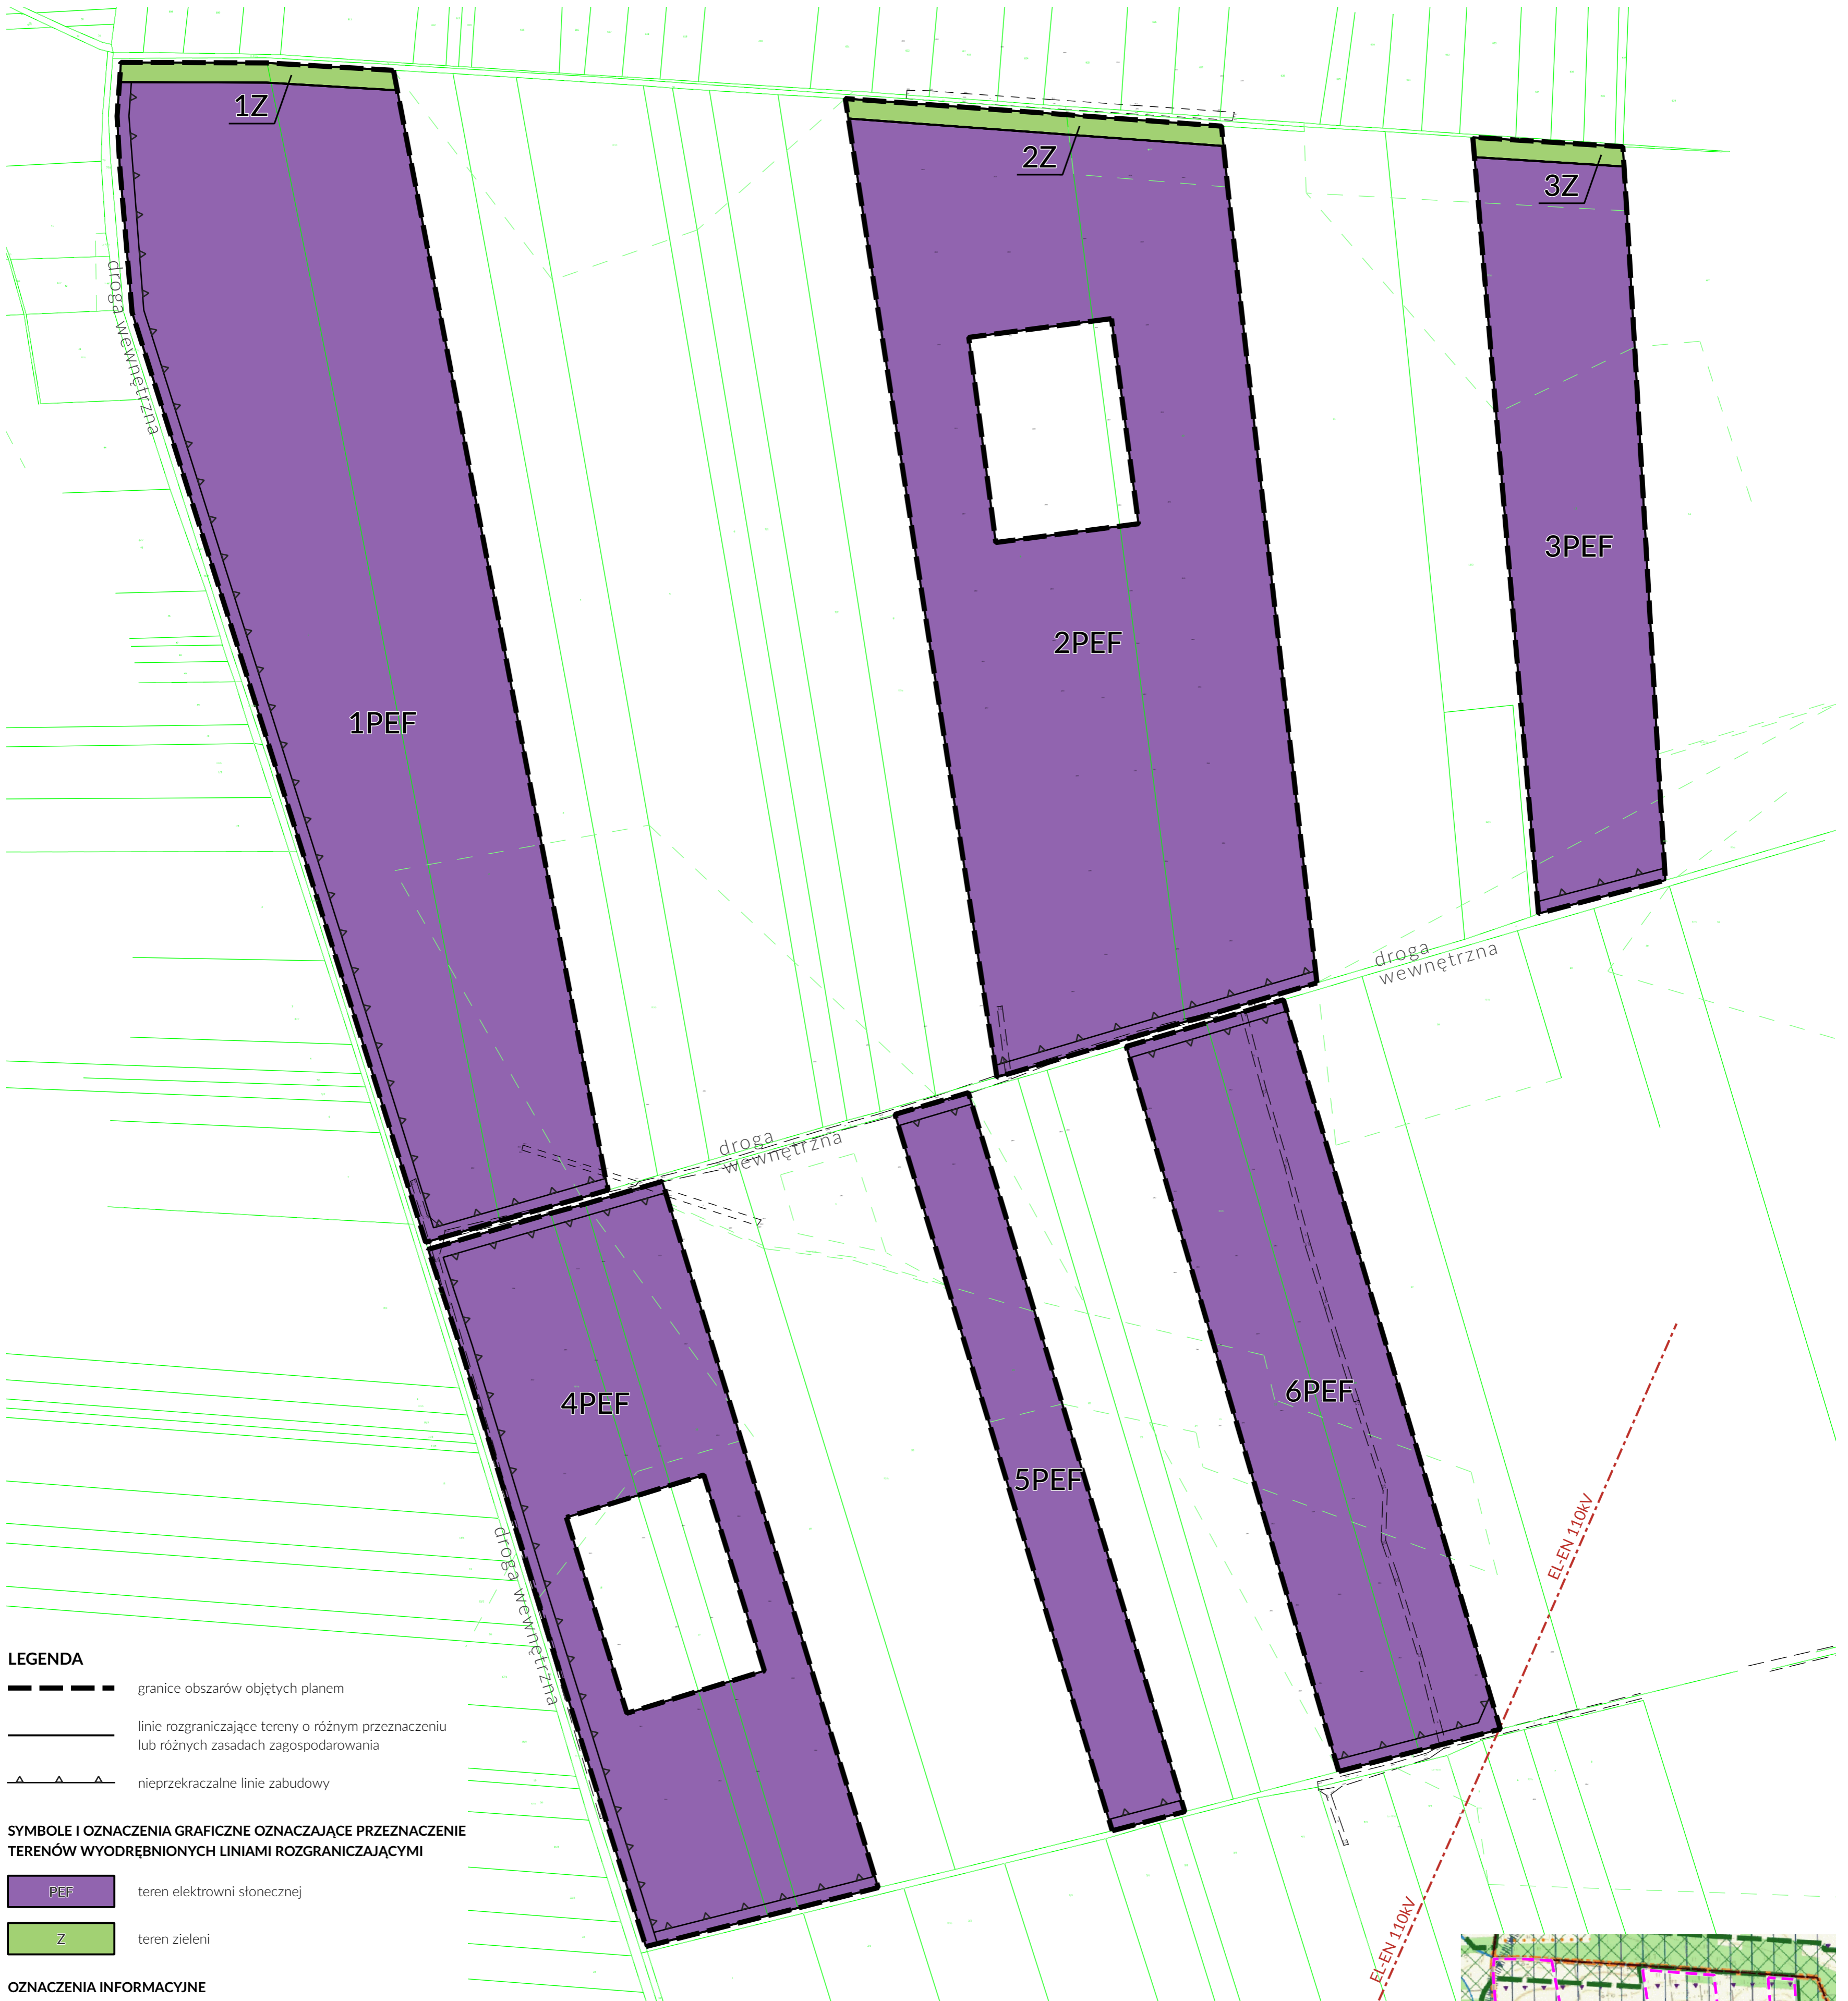 1Z
2Z
3Z
droga wewnętrzna
3PEF
2PEF
1PEF
droga
wewnętrzna
droga
wewnętrzna
6PEF
4PEF
5PEF
EL-EN 110kV
droga wewnętrzna
EL-EN 110kV
LEGENDA
granice obszarów objętych planem
linie rozgraniczające tereny o różnym przeznaczeniu
lub różnych zasadach zagospodarowania
nieprzekraczalne linie zabudowy
SYMBOLE I OZNACZENIA GRAFICZNE OZNACZAJĄCE PRZEZNACZENIE
TERENÓW WYODRĘBNIONYCH LINIAMI ROZGRANICZAJĄCYMI
PEF teren elektrowni słonecznej
Z teren zieleni
OZNACZENIA INFORMACYJNE